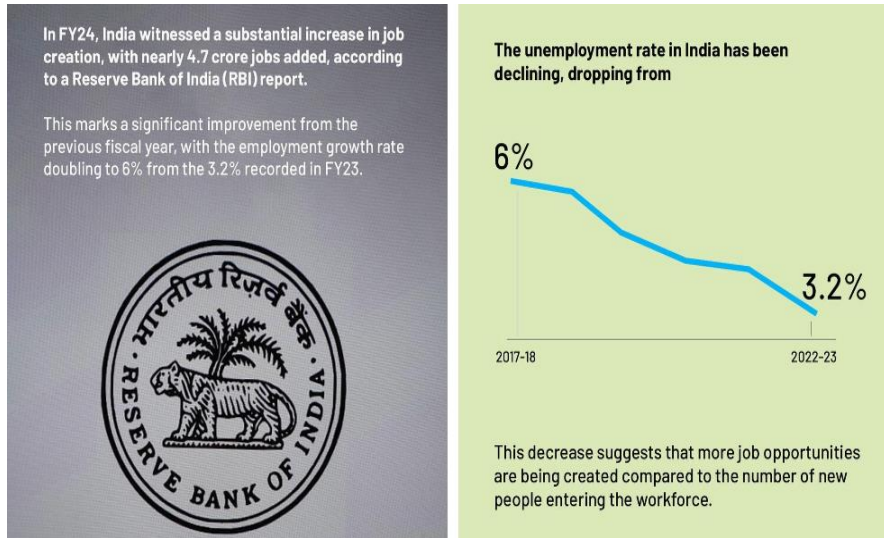 In FY24, India witnessed a substantial increase in job
creation, with nearly 4.7 crore jobs added, according
to a Reserve Bank of India (RBI) report.
This marks a significant improvement from the
previous fiscal year, with the employment growth rate
doubling to 6% from the 3.2% recorded in FY23.
भारतीय रिज़र्व बैंक
RESERVE BANK OF INDIA
The unemployment rate in India has been
declining, dropping from
6%
3.2%
2017-18
2022-23
This decrease suggests that more job opportunities
are being created compared to the number of new
people entering the workforce.